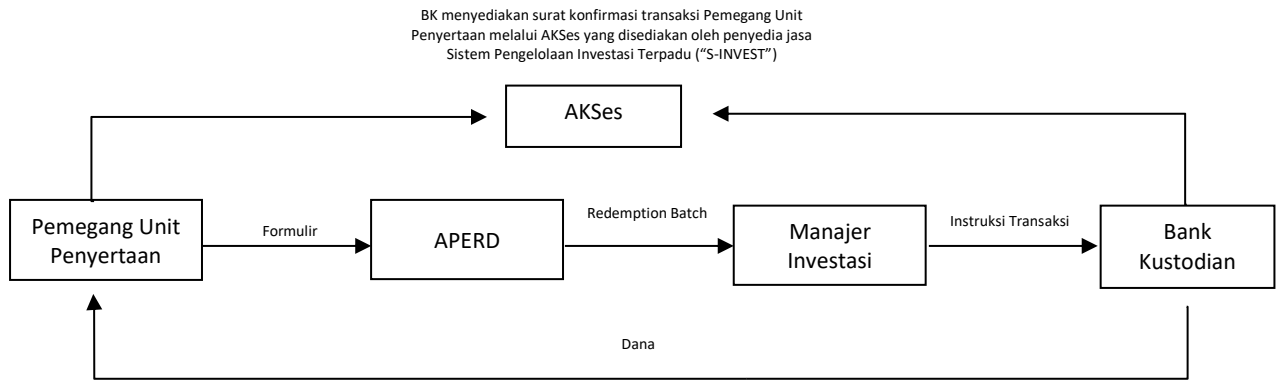 BK menyediakan surat konfirmasi transaksi Pemegang Unit
Penyertaan melalui AKSes yang disediakan oleh penyedia jasa
Sistem Pengelolaan Investasi Terpadu (“S-INVEST”)
AKSes
Pemegang Unit
Penyertaan
Formulir
APERD
Redemption Batch
Manajer
Investasi
Instruksi Transaksi
Bank
Kustodian
Dana